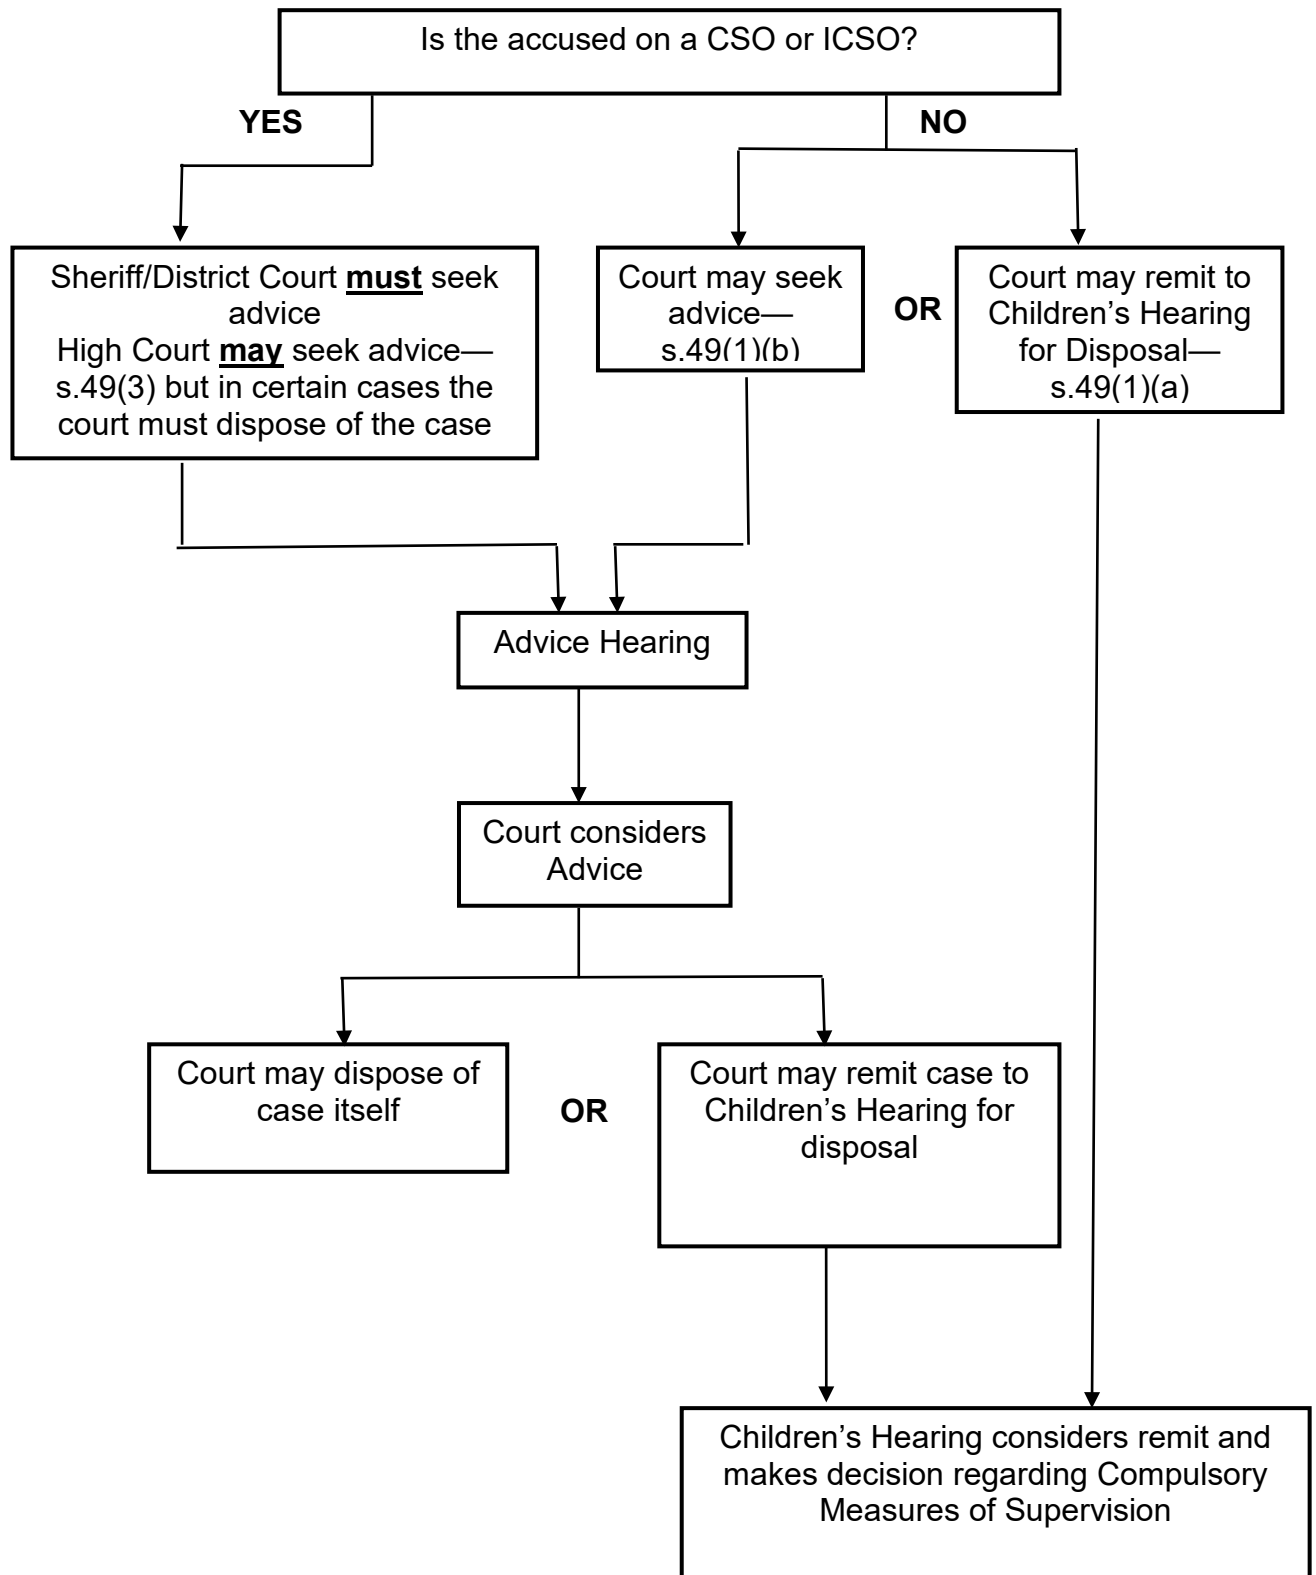 Is the accused on a CSO or ICSO?
YES
NO
Sheriff/District Court must seek
advice
High Court may seek advice—
s.49(3) but in certain cases the
court must dispose of the case
Court may seek
advice—
s.49(1)(b)
OR
Court may remit to
Children’s Hearing
for Disposal—
s.49(1)(a)
Advice Hearing
Court considers
Advice
Court may dispose of
case itself
OR
Court may remit case to
Children’s Hearing for
disposal
Children’s Hearing considers remit and
makes decision regarding Compulsory
Measures of Supervision